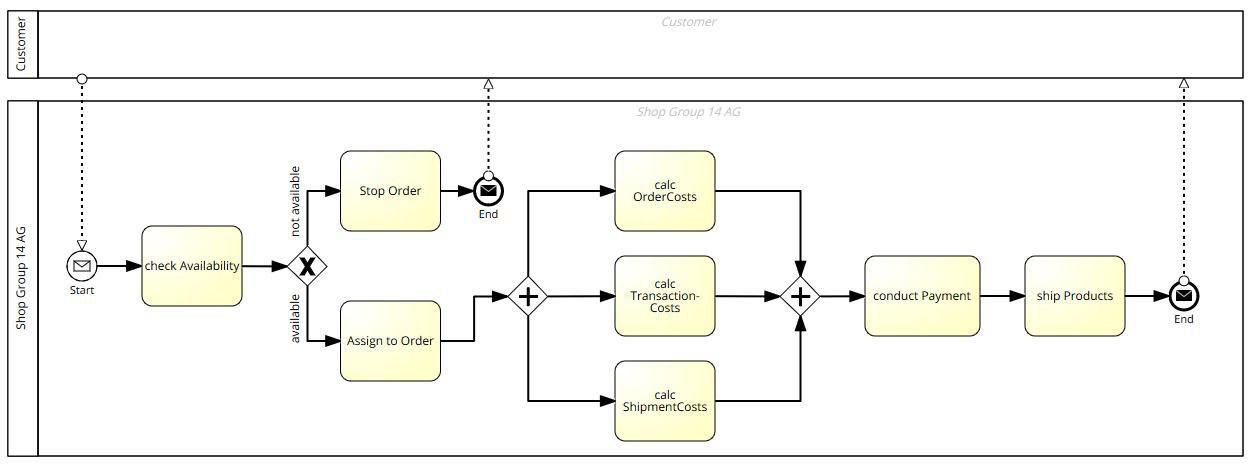 Customer
Customer
Shop Group 14 AG
Shop Group 14 AG
not available
Stop Order
End
calc
OrderCosts
Start
check Availability
available
Assign to Order
calc
Transaction-
Costs
conduct Payment
ship Products
End
calc
ShipmentCosts